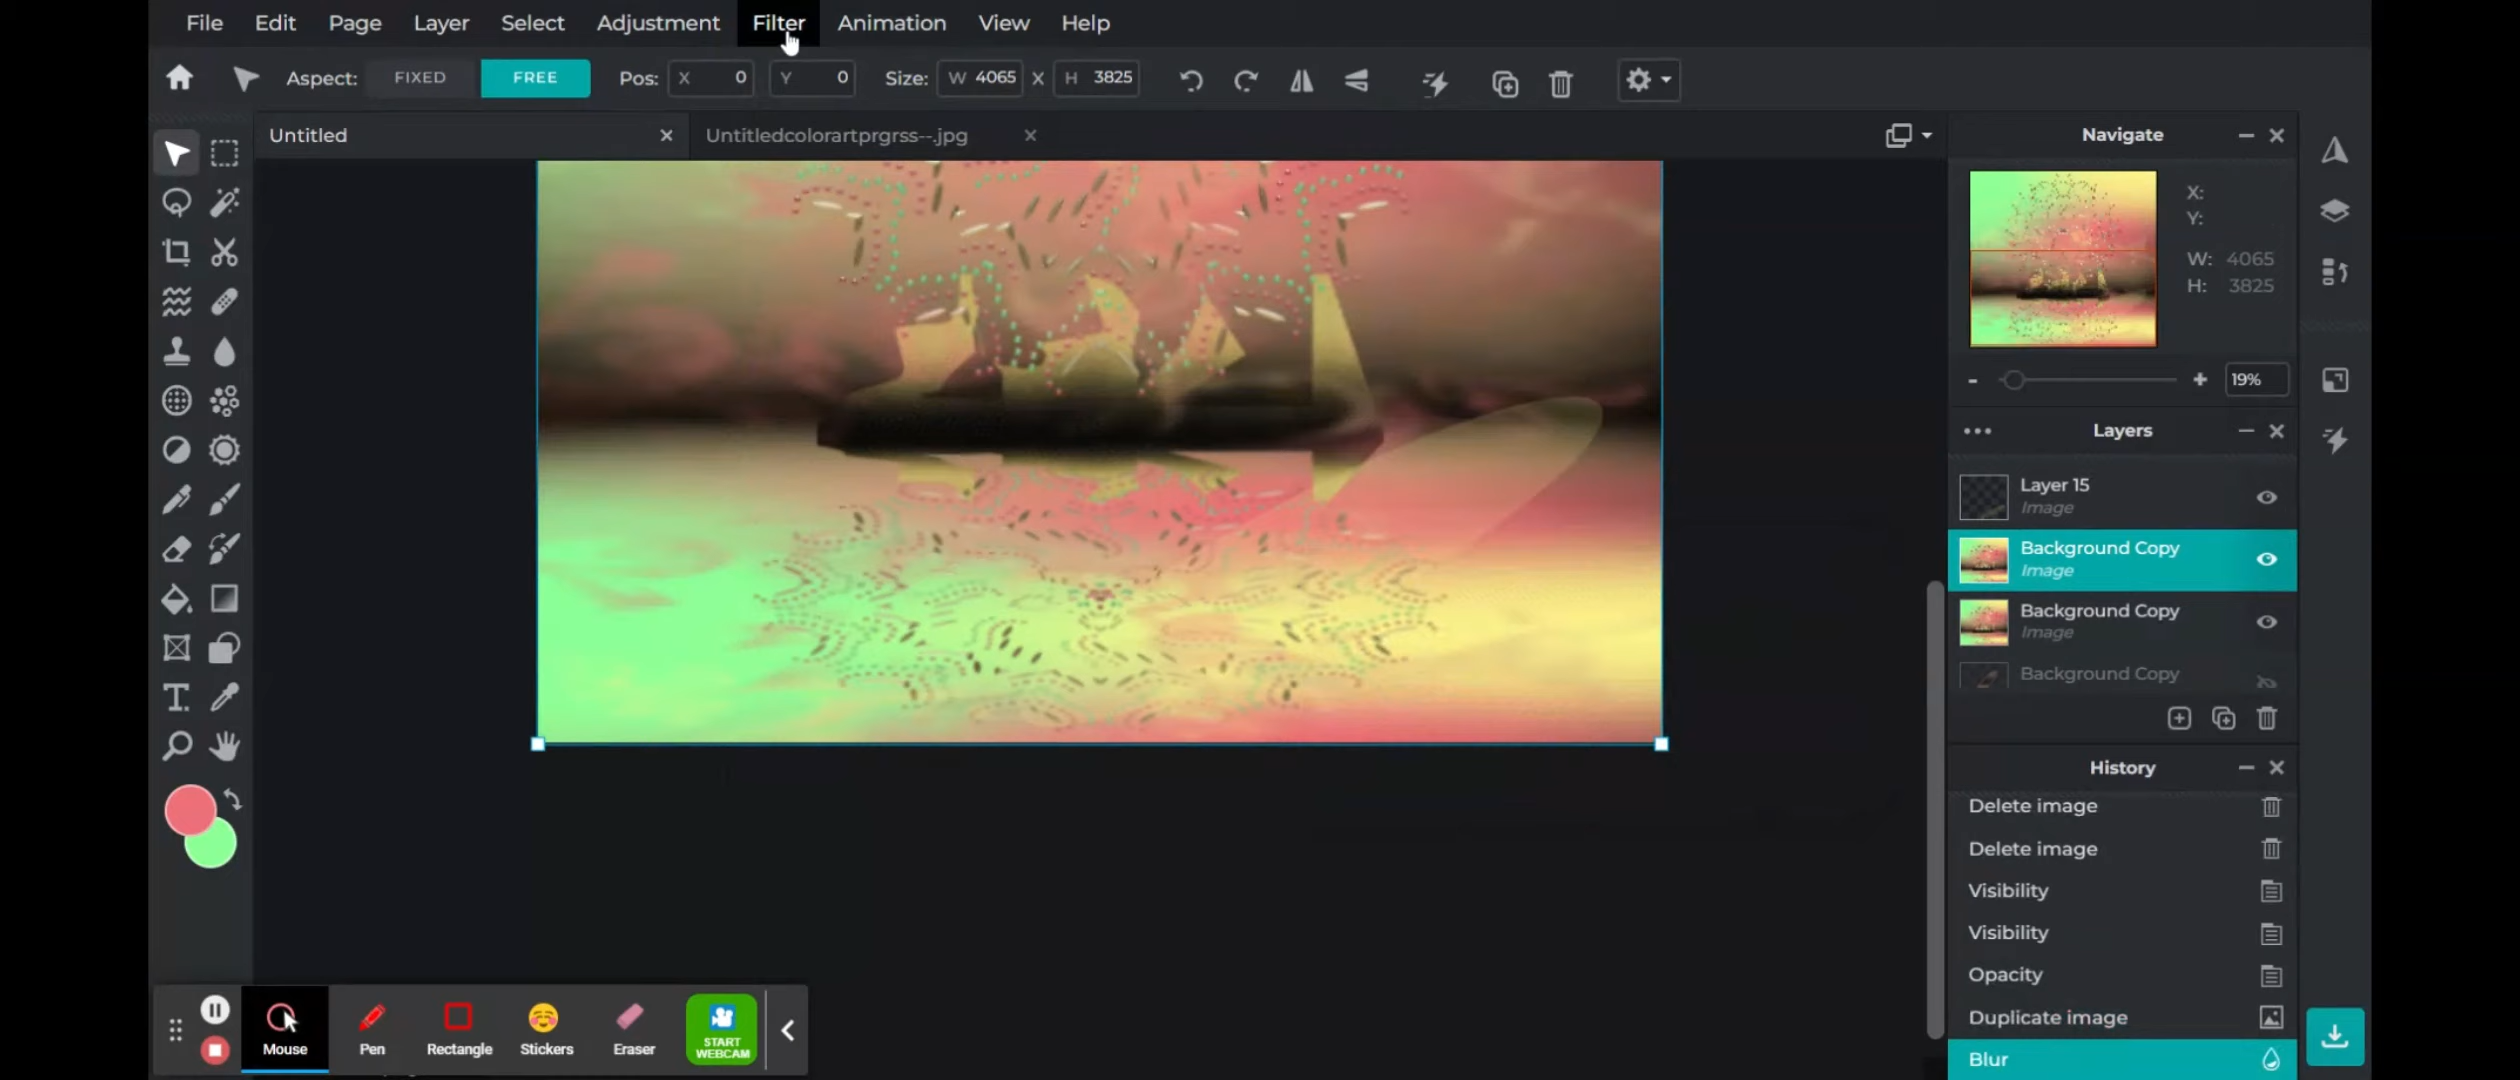 File Edit Page Layer Select Adjustment Filter Animation View Help
Aspect: FIXED FREE Pos: X 0 Y 0 Size: W 4065 X H 3825
Untitled Untitledcolorartprgrss--.jpg
Navigate
X:
Y:
W: 4065
H: 3825
- + 19%
Layers
Layer 15
Image
Background Copy
Image
Background Copy
Image
Background Copy
History
Delete image
Delete image
Visibility
Visibility
Opacity
Duplicate image
Blur
Mouse Pen Rectangle Stickers Eraser START WEBCAM